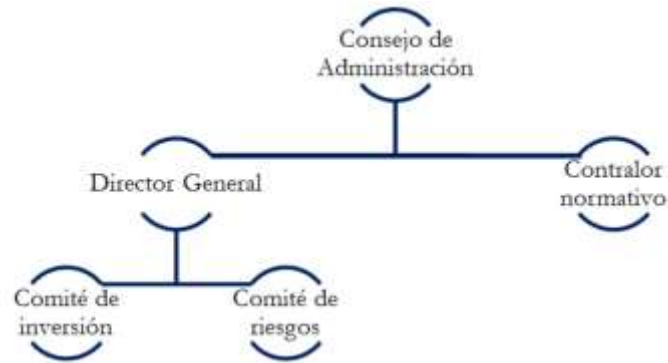 Consejo de
Administración
Director General
Contralor
normativo
Comité de
inversión
Comité de
riesgos